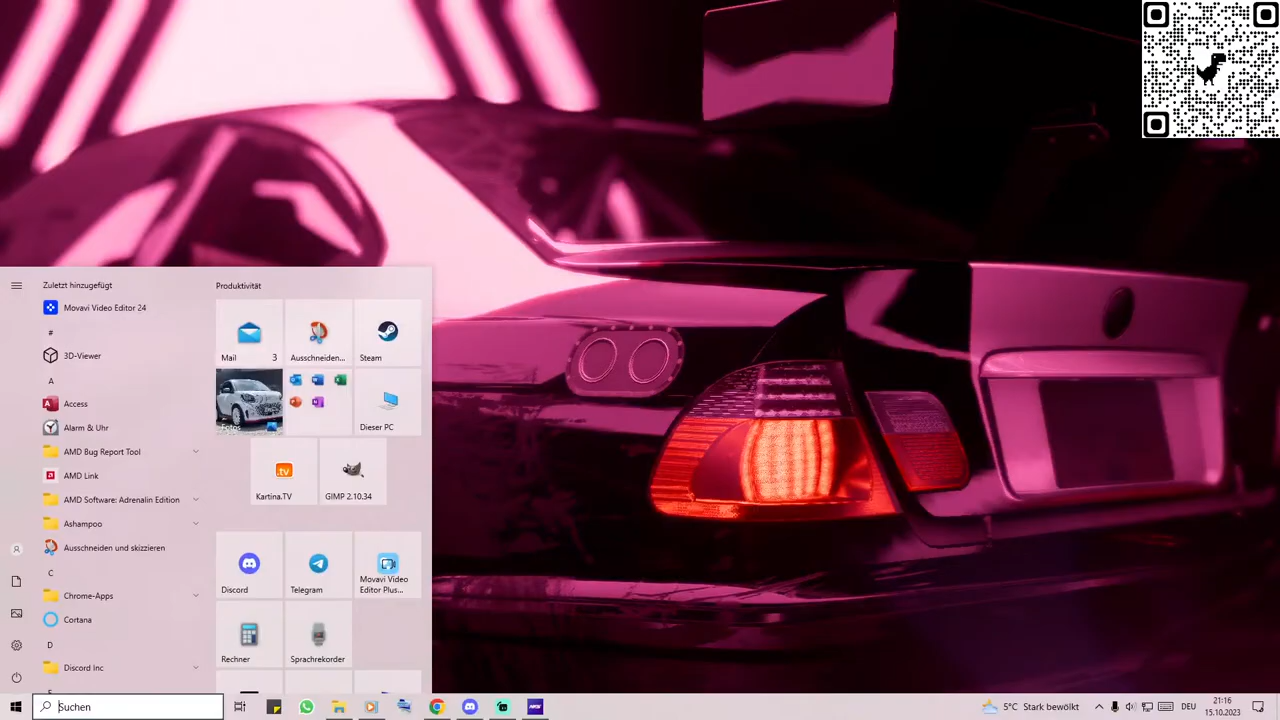 Zuletzt hinzugefügt
Movavi Video Editor 24
#
3D-Viewer
A
Access
Alarm & Uhr
AMD Bug Report Tool
AMD Link
AMD Software: Adrenalin Edition
Ashampoo
Ausschneiden und skizzieren
C
Chrome-Apps
Cortana
D
Discord Inc
Produktivität
Mail 3
Ausschneiden...
Steam
Fotos
Dieser PC
.tv
Kartina.TV
GIMP 2.10.34
Discord
Telegram
Movavi Video
Editor Plus...
Rechner
Sprachrekorder
Suchen
5°C Stark bewölkt
DEU
21:16
15.10.2023